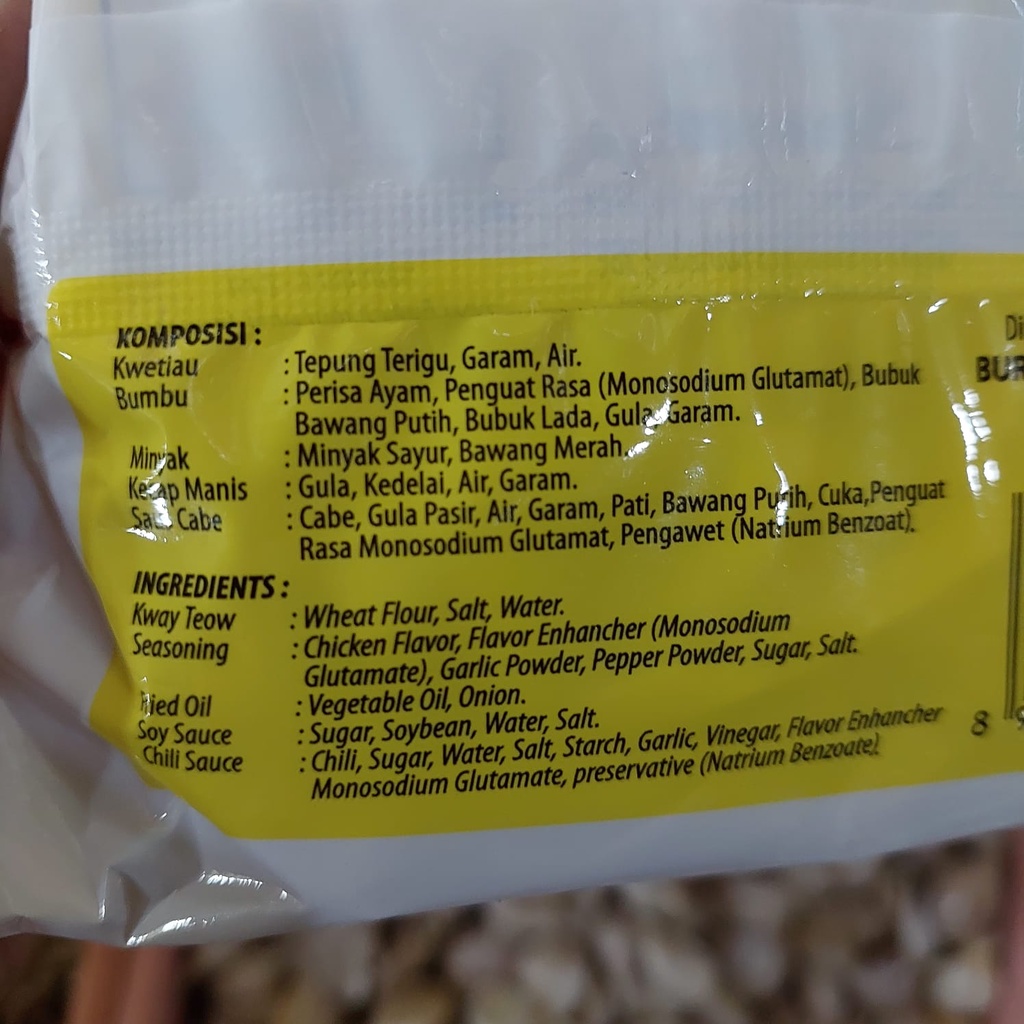 KOMPOSISI :
Kwetiau : Tepung Terigu, Garam, Air.
Bumbu : Perisa Ayam, Penguat Rasa (Monosodium Glutamat), Bubuk
Bawang Putih, Bubuk Lada, Gula, Garam.
Minyak : Minyak Sayur, Bawang Merah.
Kecap Manis : Gula, Kedelai, Air, Garam.
Saus Cabe : Cabe, Gula Pasir, Air, Garam, Pati, Bawang Putih, Cuka,Penguat
Rasa Monosodium Glutamat, Pengawet (Natrium Benzoat).
INGREDIENTS :
Kway Teow : Wheat Flour, Salt, Water.
Seasoning : Chicken Flavor, Flavor Enhancher (Monosodium
Glutamate), Garlic Powder, Pepper Powder, Sugar, Salt.
Fried Oil : Vegetable Oil, Onion.
Soy Sauce : Sugar, Soybean, Water, Salt.
Chili Sauce : Chili, Sugar, Water, Salt, Starch, Garlic, Vinegar, Flavor Enhancher
Monosodium Glutamate, preservative (Natrium Benzoate).
8